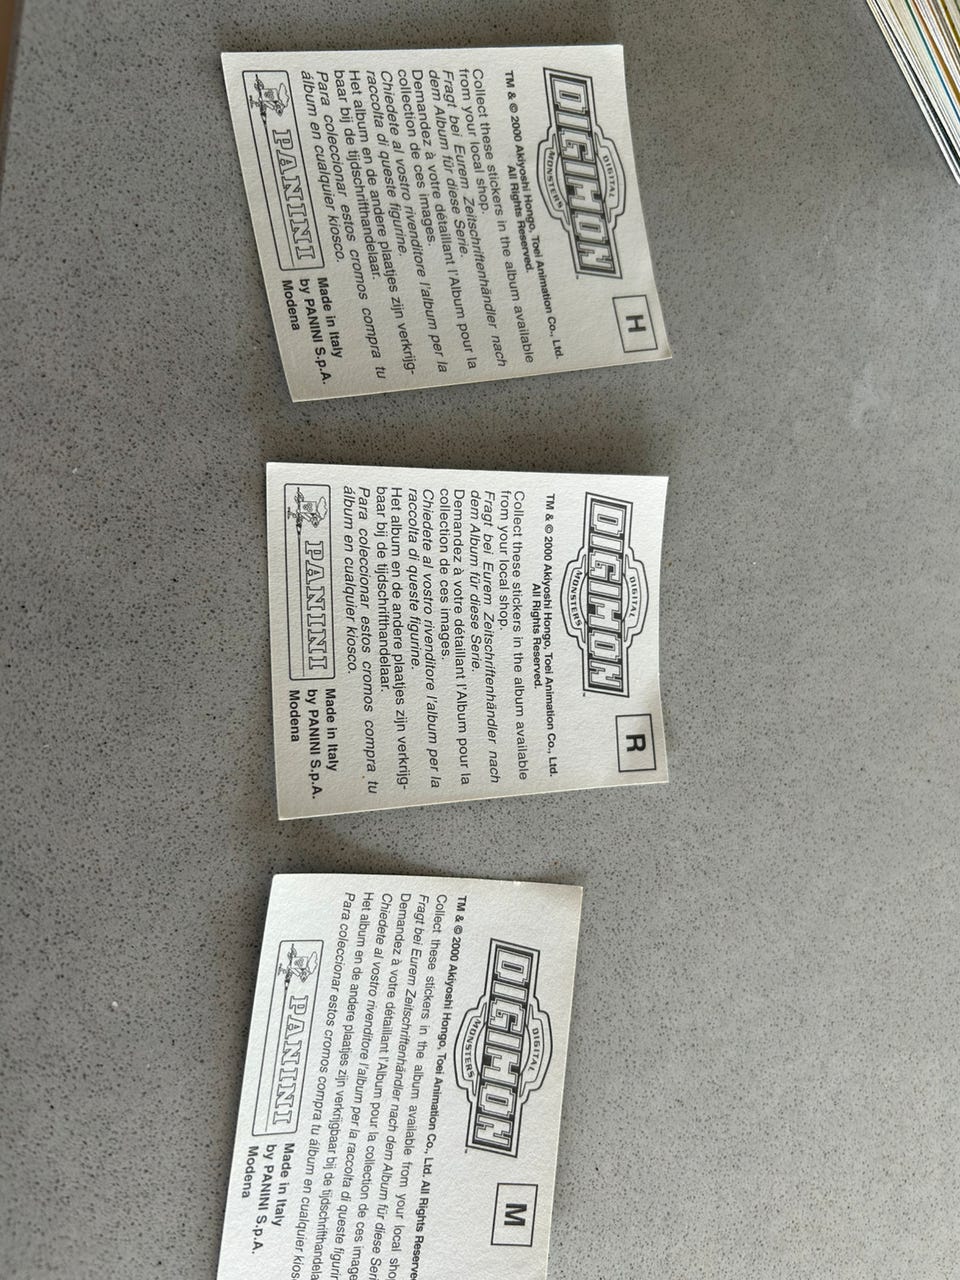 DIGIMON
DIGITAL
MONSTERS
H
TM & © 2000 Akiyoshi Hongo, Toei Animation Co., Ltd.
All Rights Reserved.
Collect these stickers in the album available
from your local shop.
Fragt bei Eurem Zeitschriftenhändler nach
dem Album für diese Serie.
Demandez à votre détaillant l'Album pour la
collection de ces images.
Chiedete al vostro rivenditore l'album per la
raccolta di queste figurine.
Het album en de andere plaatjes zijn verkrijg-
baar bij de tijdschrifthandelaar.
Para coleccionar estos cromos compra tu
álbum en cualquier kiosco.
PANINI
Made in Italy
by PANINI S.p.A.
Modena
DIGIMON
DIGITAL
MONSTERS
R
TM & © 2000 Akiyoshi Hongo, Toei Animation Co., Ltd.
All Rights Reserved.
Collect these stickers in the album available
from your local shop.
Fragt bei Eurem Zeitschriftenhändler nach
dem Album für diese Serie.
Demandez à votre détaillant l'Album pour la
collection de ces images.
Chiedete al vostro rivenditore l'album per la
raccolta di queste figurine.
Het album en de andere plaatjes zijn verkrijg-
baar bij de tijdschrifthandelaar.
Para coleccionar estos cromos compra tu
álbum en cualquier kiosco.
PANINI
Made in Italy
by PANINI S.p.A.
Modena
DIGIMON
DIGITAL
MONSTERS
M
TM & © 2000 Akiyoshi Hongo, Toei Animation Co., Ltd. All Rights Reserve
Collect these stickers in the album available from your local sho
Fragt bei Eurem Zeitschriftenhändler nach dem Album für diese Seri
Demandez à votre détaillant l'Album pour la collection de ces image
Chiedete al vostro rivenditore l'album per la raccolta di queste figurin
Het album en de andere plaatjes zijn verkrijgbaar bij de tijdschrifthandela
Para coleccionar estos cromos compra tu álbum en cualquier kios
PANINI
Made in Italy
by PANINI S.p.A.
Modena